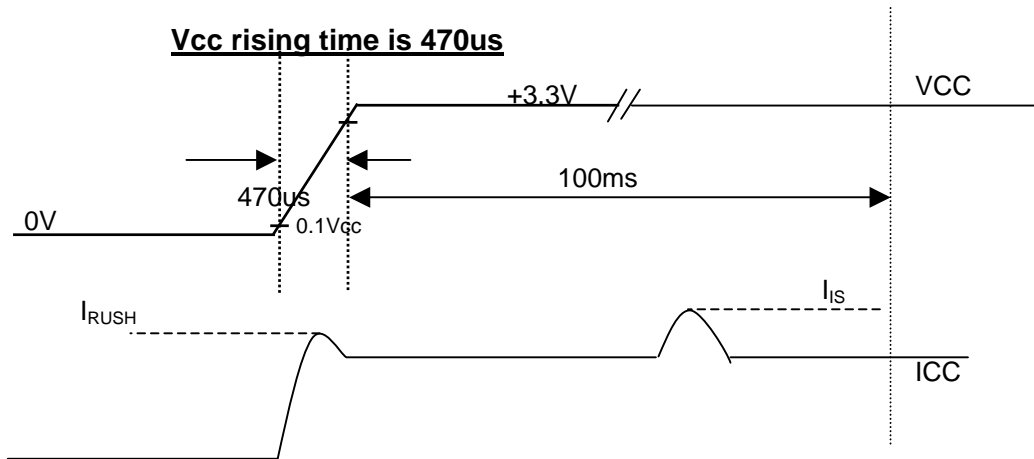 Vcc rising time is 470us
+3.3V
VCC
470us
100ms
0V
0.1Vcc
IRUSH
IIS
ICC